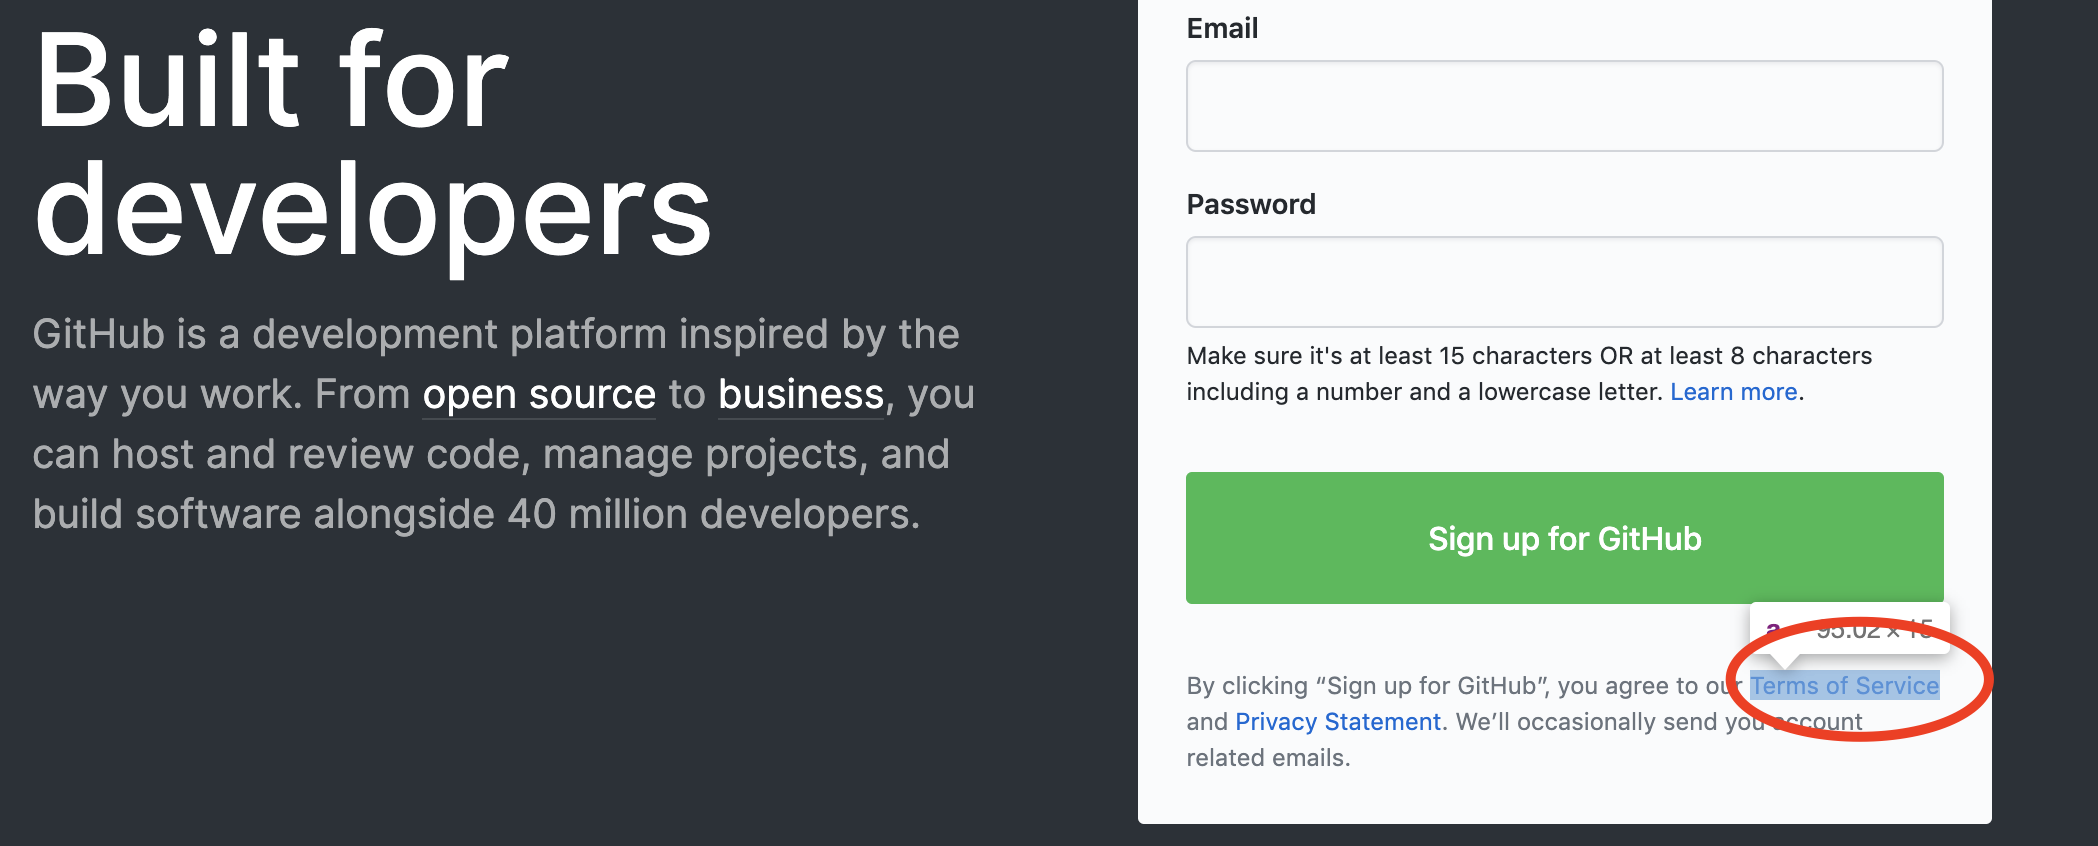 Built for
developers
GitHub is a development platform inspired by the
way you work. From open source to business, you
can host and review code, manage projects, and
build software alongside 40 million developers.
Email
Password
Make sure it's at least 15 characters OR at least 8 characters
including a number and a lowercase letter. Learn more.
Sign up for GitHub
a 95.02 × 15
By clicking “Sign up for GitHub”, you agree to our Terms of Service
and Privacy Statement. We’ll occasionally send you account
related emails.